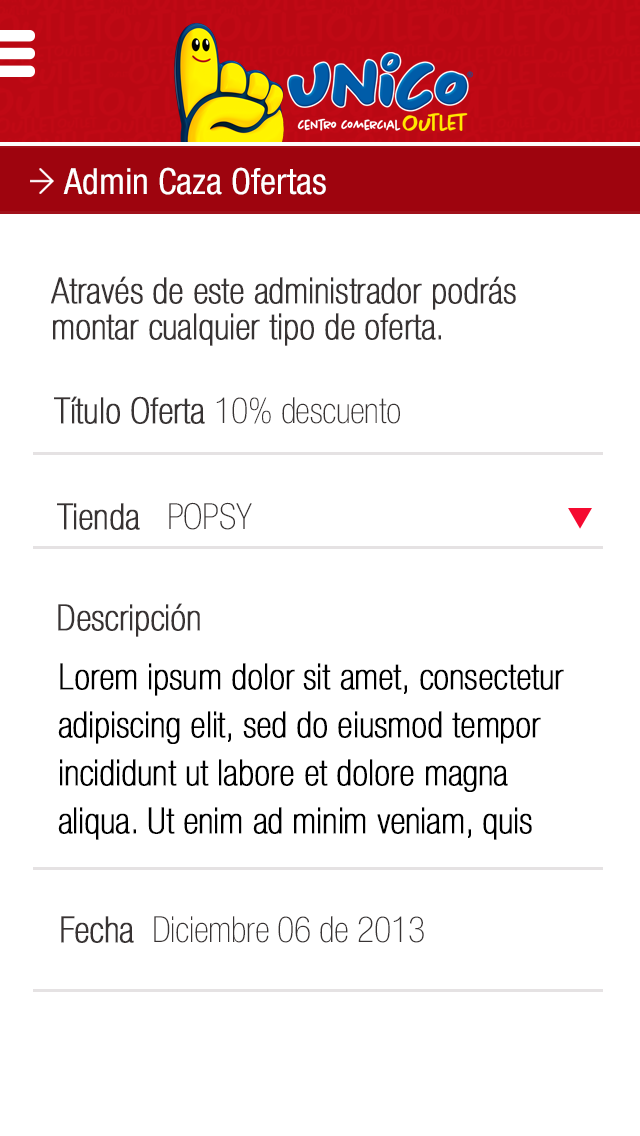 UNICO
CENTRO COMERCIAL OUTLET
Admin Caza Ofertas
Através de este administrador podrás
montar cualquier tipo de oferta.
Título Oferta 10% descuento
Tienda POPSY
Descripción
Lorem ipsum dolor sit amet, consectetur
adipiscing elit, sed do eiusmod tempor
incididunt ut labore et dolore magna
aliqua. Ut enim ad minim veniam, quis
Fecha Diciembre 06 de 2013